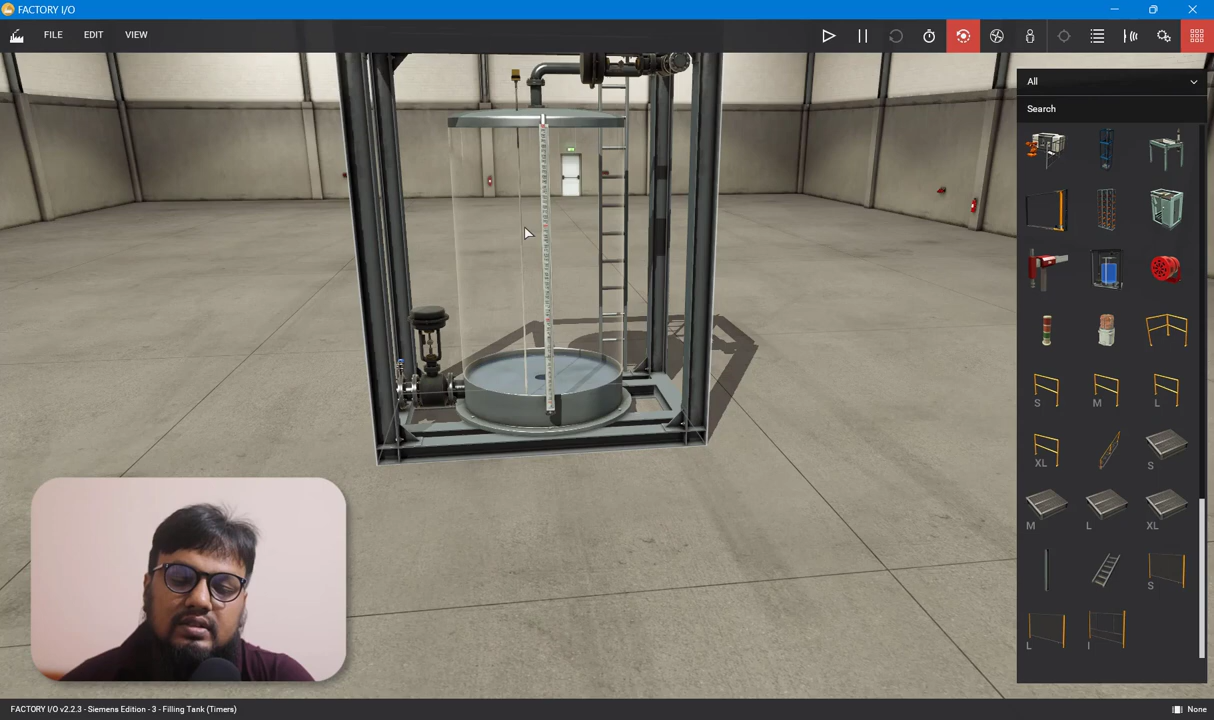 FACTORY I/O
FILE EDIT VIEW
All
Search
S M L
XL S
M L XL
S
L I
FACTORY I/O v2.2.3 - Siemens Edition - 3 - Filling Tank (Timers)
None